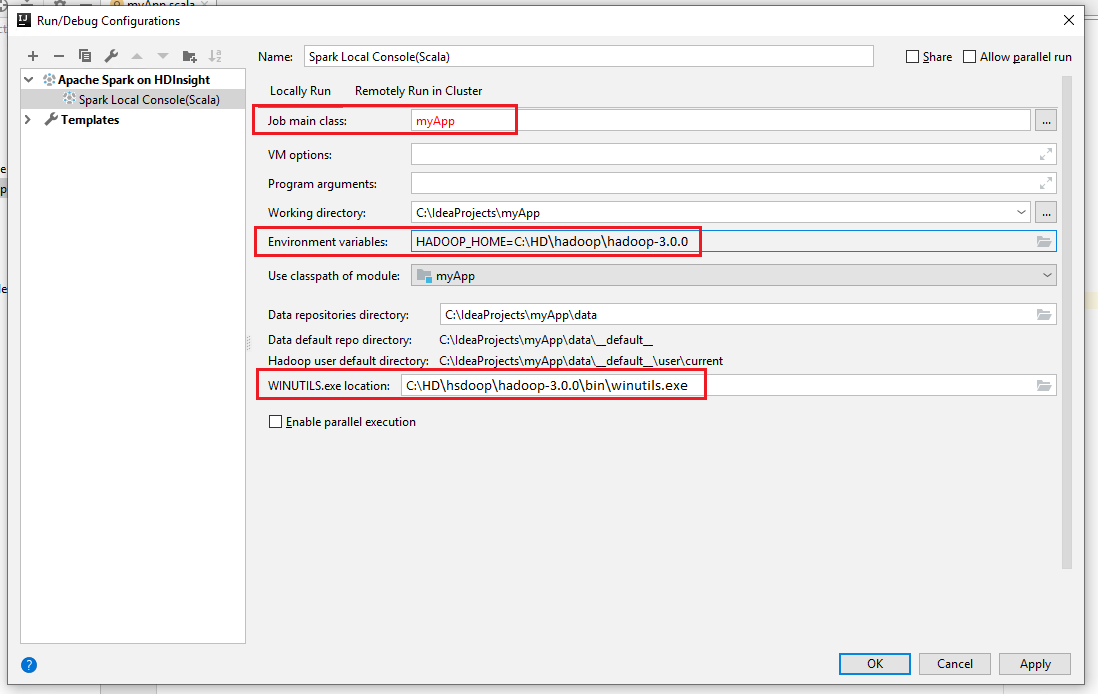 myApp.scala
Run/Debug Configurations
Name: Spark Local Console(Scala)
Share
Allow parallel run
Apache Spark on HDInsight
Spark Local Console(Scala)
Templates
Locally Run Remotely Run in Cluster
Job main class: myApp ...
VM options:
Program arguments:
Working directory: C:\IdeaProjects\myApp ...
Environment variables: HADOOP_HOME=C:\HD\hadoop\hadoop-3.0.0
Use classpath of module: myApp
Data repositories directory: C:\IdeaProjects\myApp\data
Data default repo directory: C:\IdeaProjects\myApp\data\__default__
Hadoop user default directory: C:\IdeaProjects\myApp\data\__default__\user\current
WINUTILS.exe location: C:\HD\hsdoop\hadoop-3.0.0\bin\winutils.exe
Enable parallel execution
? OK Cancel Apply